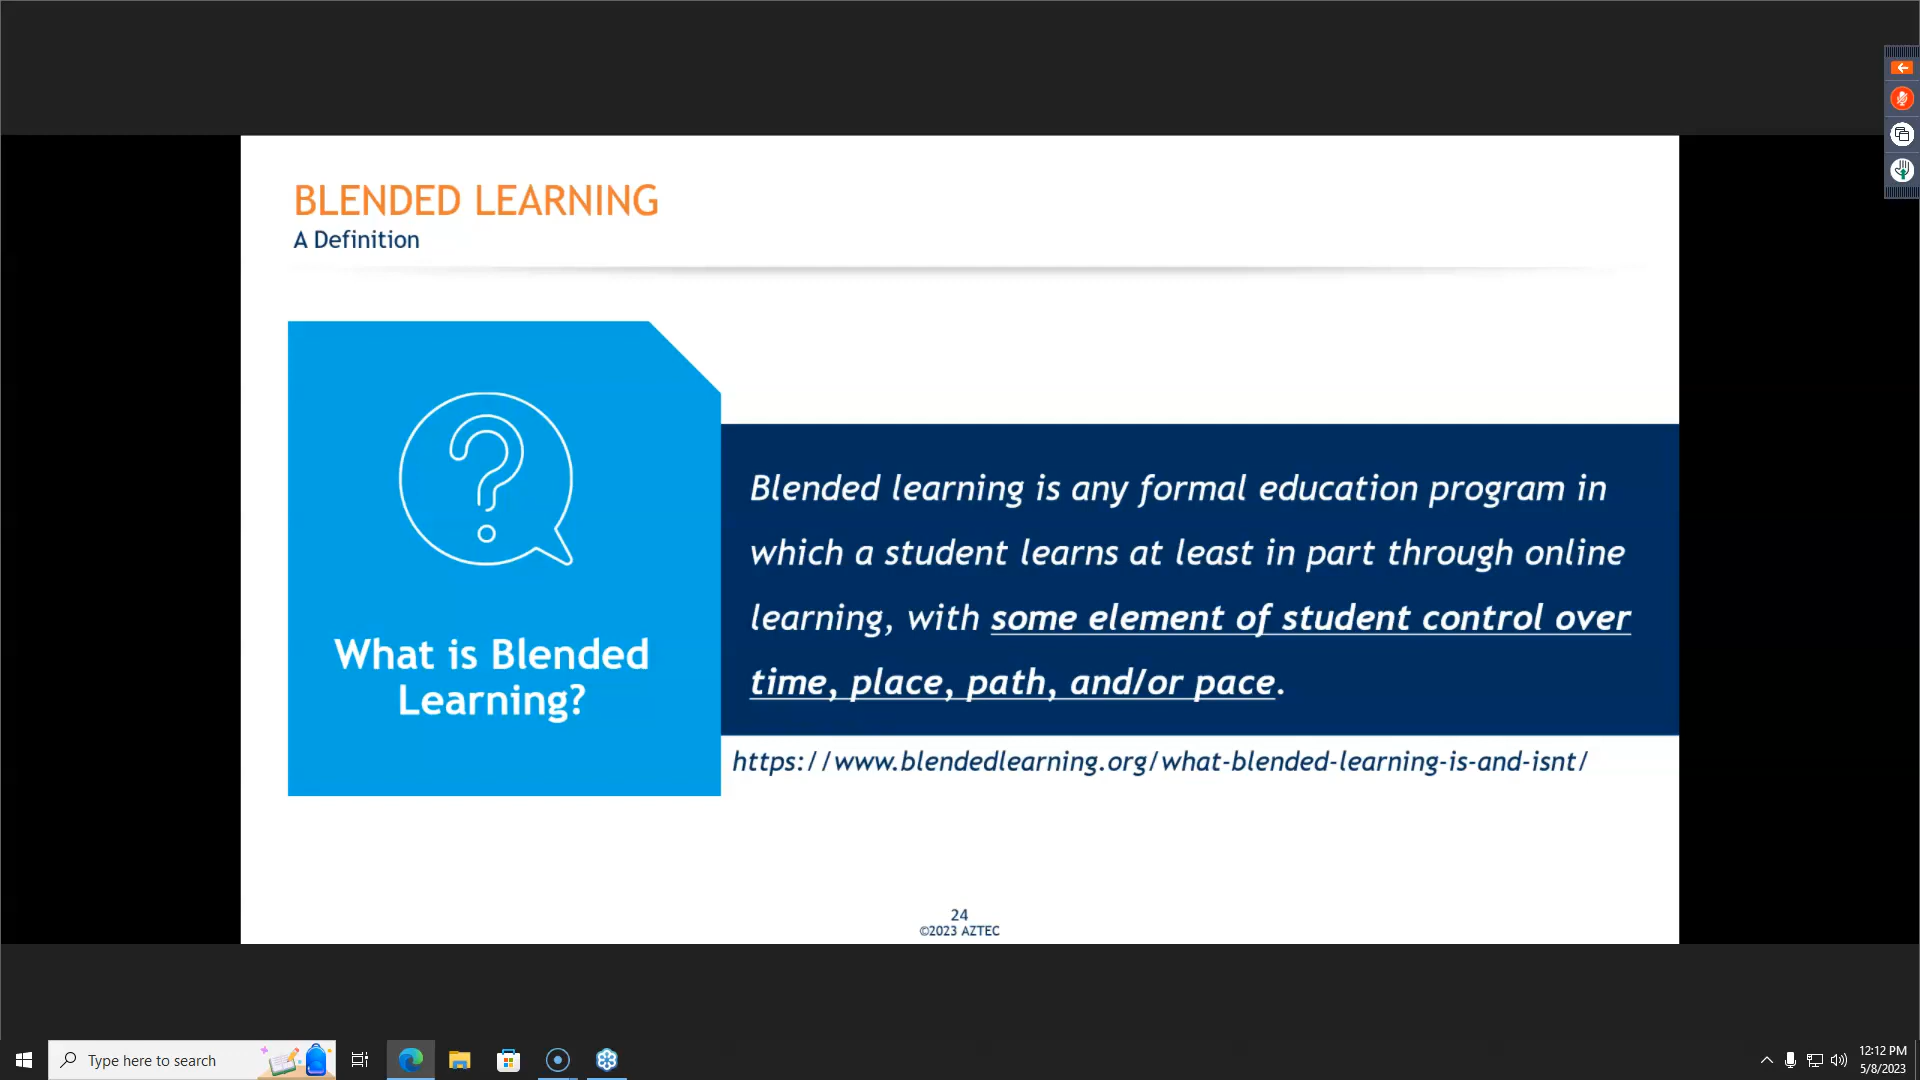 BLENDED LEARNING
A Definition
What is Blended
Learning?
Blended learning is any formal education program in
which a student learns at least in part through online
learning, with some element of student control over
time, place, path, and/or pace.
https://www.blendedlearning.org/what-blended-learning-is-and-isnt/
24
©2023 AZTEC
Type here to search
12:12 PM
5/8/2023